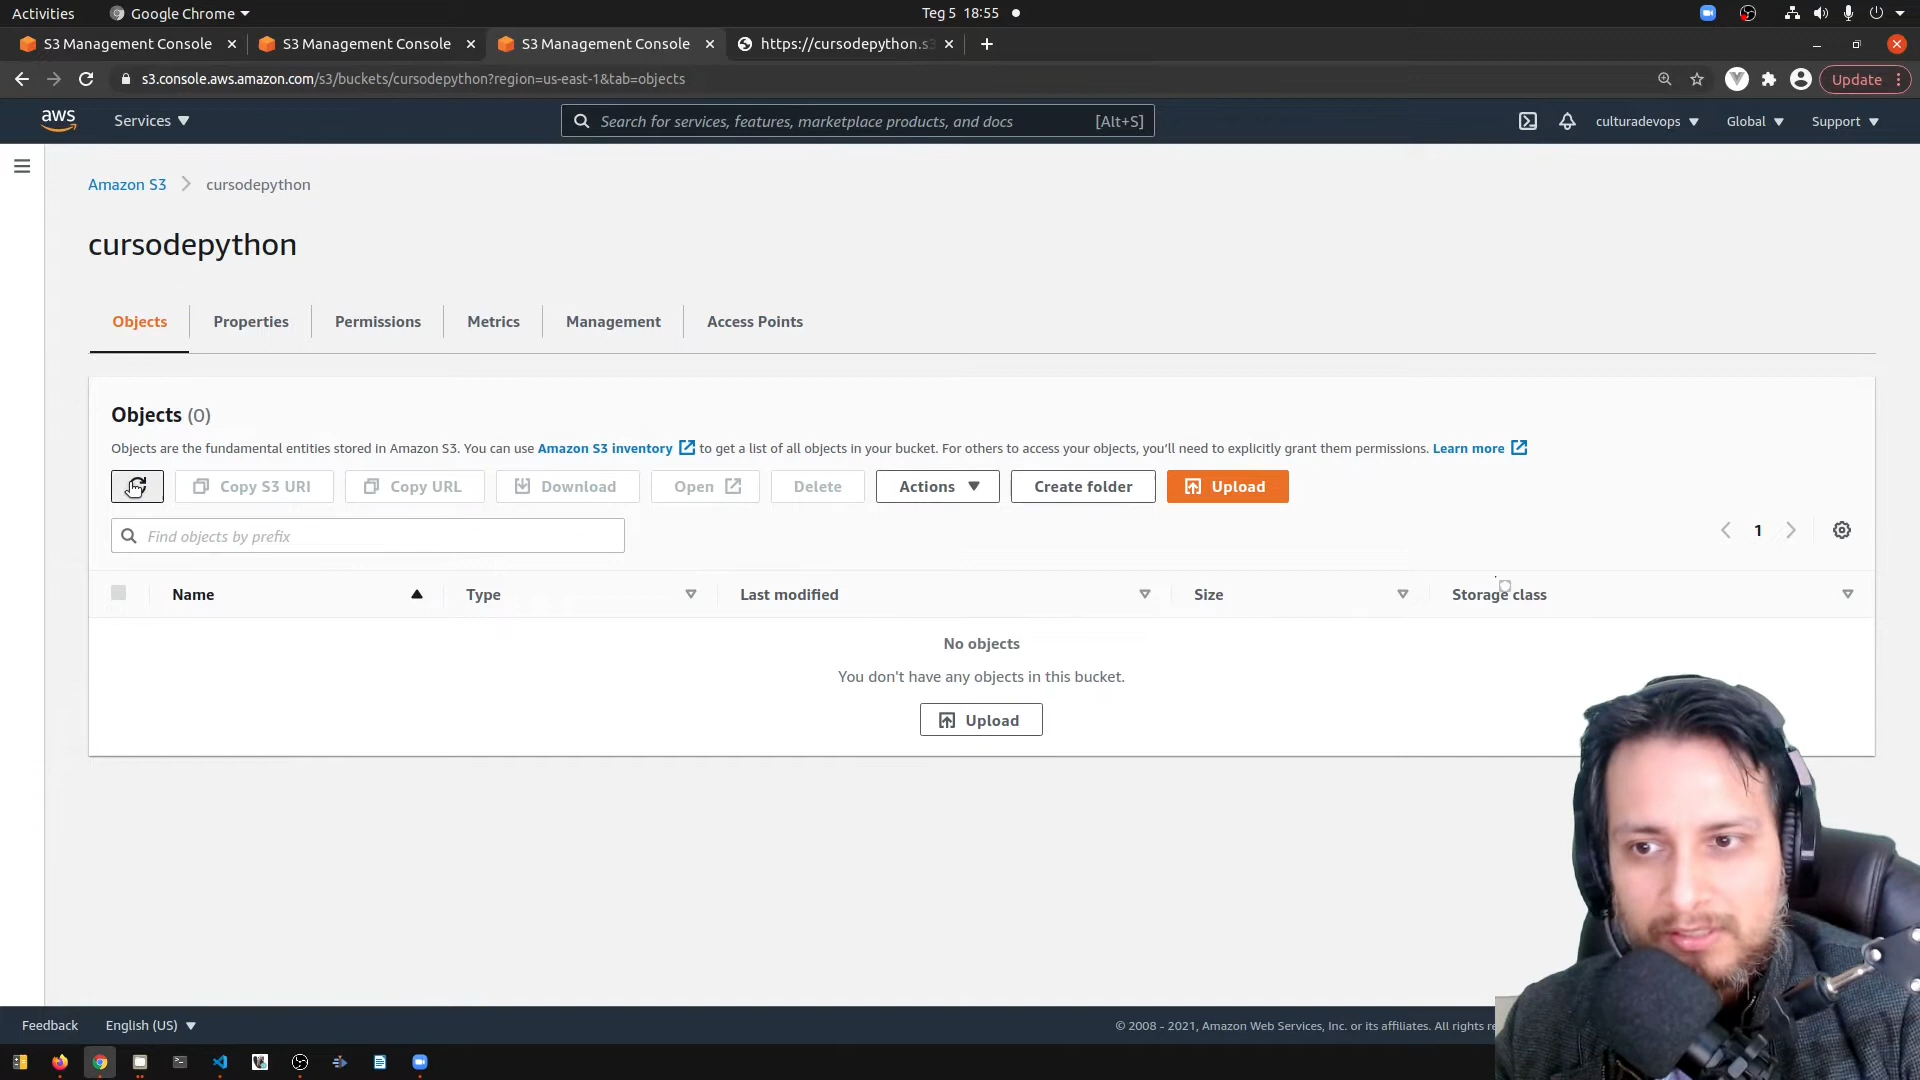 Activities
Google Chrome
Teg 5 18:55
S3 Management Console
S3 Management Console
S3 Management Console
https://cursodepython.s3
s3.console.aws.amazon.com/s3/buckets/cursodepython?region=us-east-1&tab=objects
Update
aws
Services
Search for services, features, marketplace products, and docs
[Alt+S]
culturadevops
Global
Support
Amazon S3
cursodepython
cursodepython
Objects
Properties
Permissions
Metrics
Management
Access Points
Objects (0)
Objects are the fundamental entities stored in Amazon S3. You can use Amazon S3 inventory to get a list of all objects in your bucket. For others to access your objects, you'll need to explicitly grant them permissions. Learn more
Copy S3 URI
Copy URL
Download
Open
Delete
Actions
Create folder
Upload
Find objects by prefix
1
Name
Type
Last modified
Size
Storage class
No objects
You don't have any objects in this bucket.
Upload
Feedback
English (US)
© 2008 - 2021, Amazon Web Services, Inc. or its affiliates. All rights